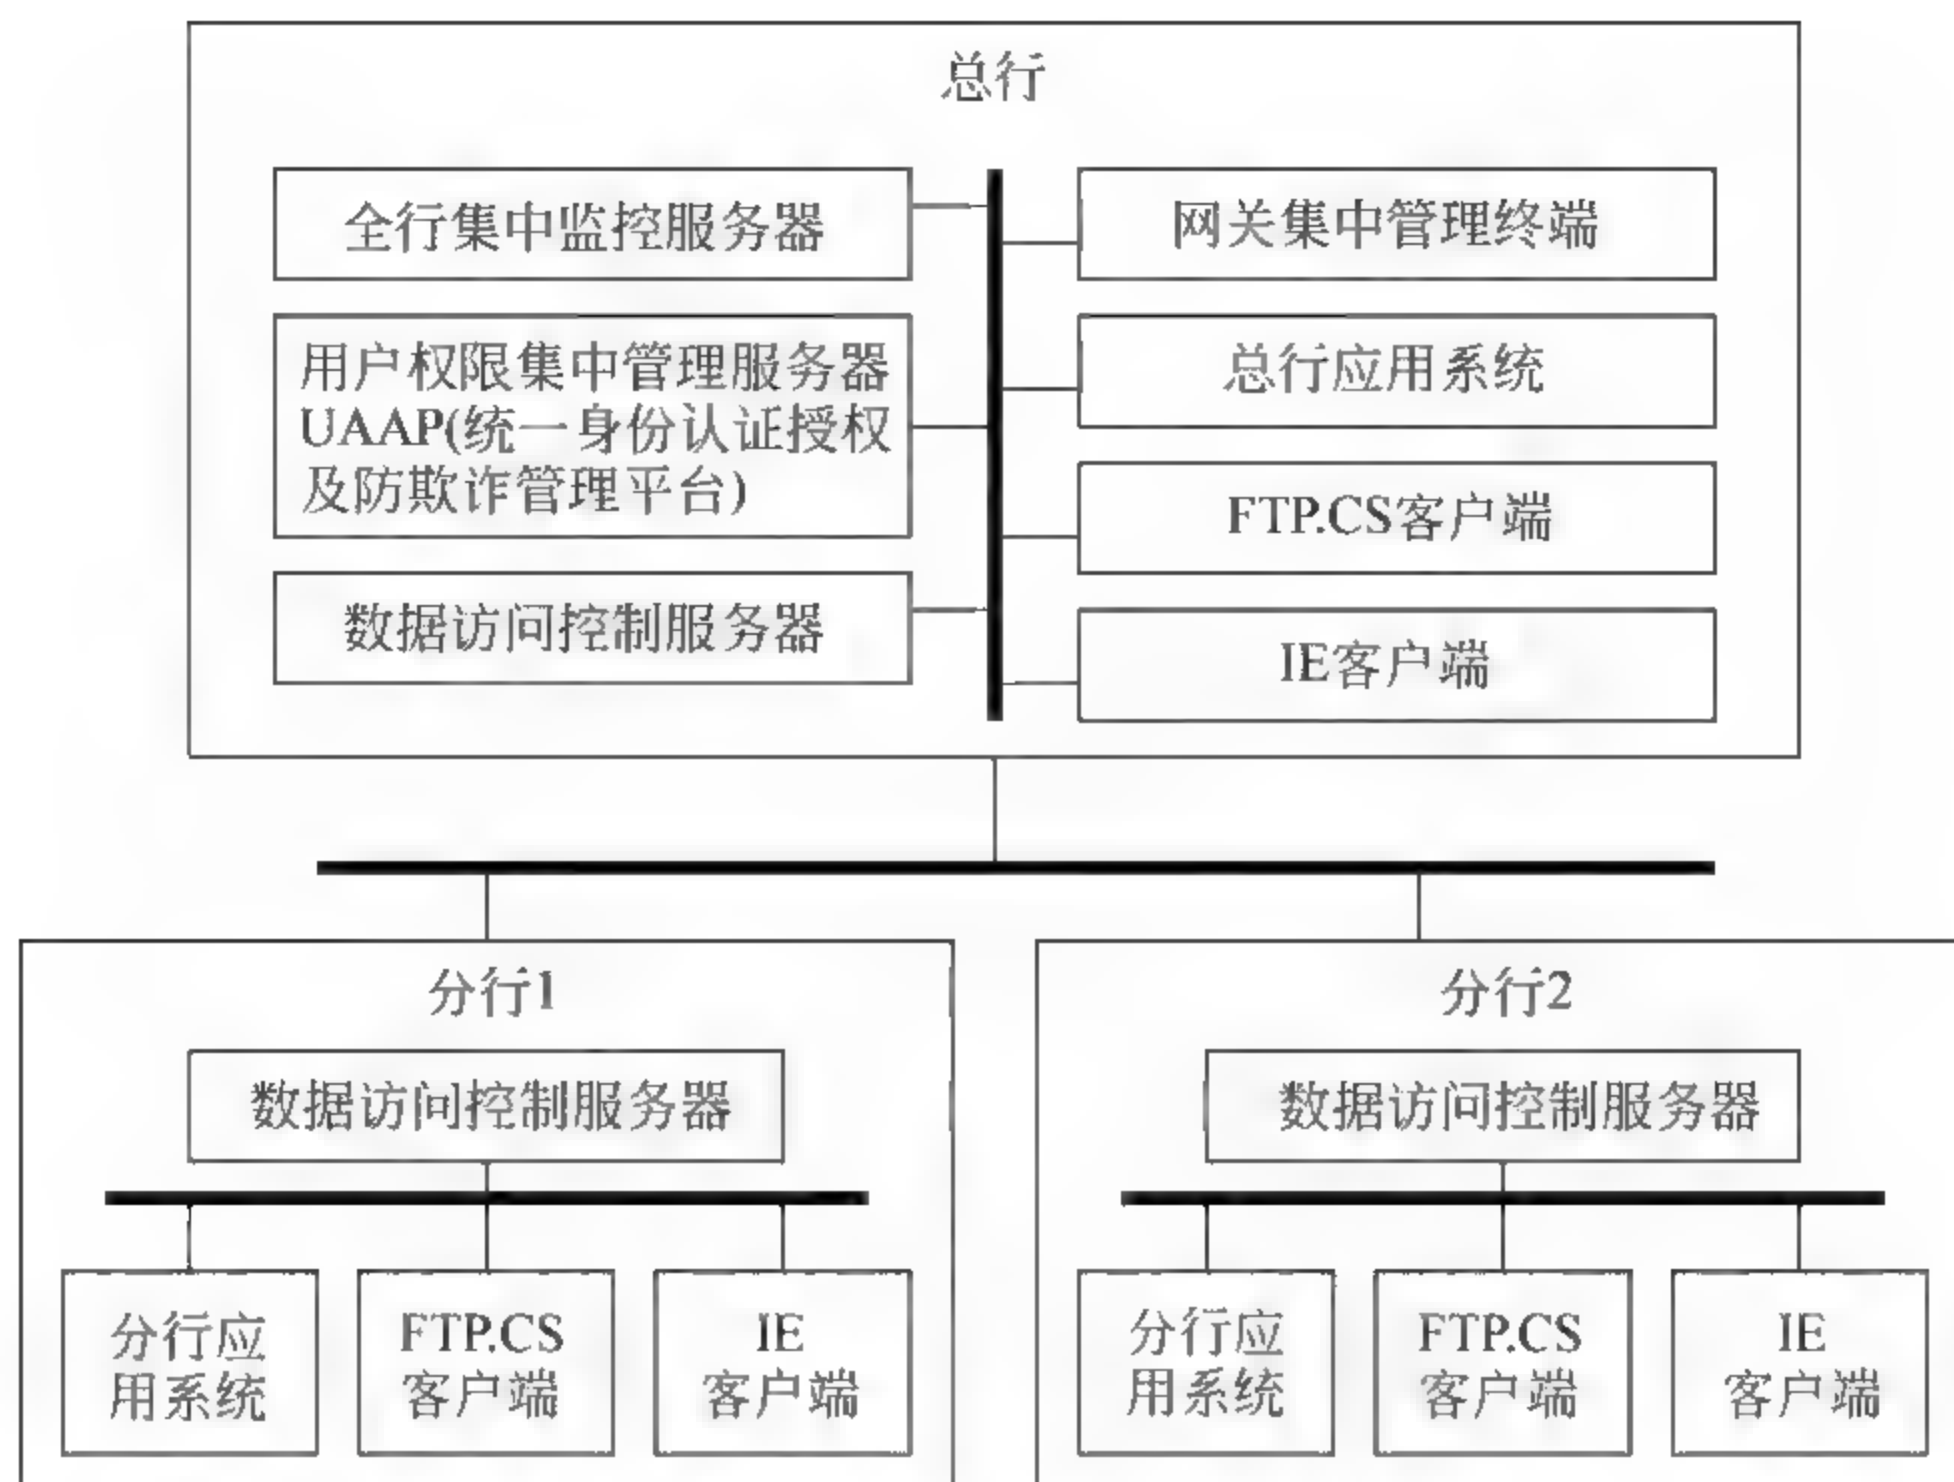 总行
全行集中监控服务器
网关集中管理终端
用户权限集中管理服务器
UAAP(统一身份认证授权
及防欺诈管理平台)
总行应用系统
FTP.CS客户端
数据访问控制服务器
IE客户端
分行1
数据访问控制服务器
分行应
用系统
FTP.CS
客户端
IE
客户端
分行2
数据访问控制服务器
分行应
用系统
FTP.CS
客户端
IE
客户端